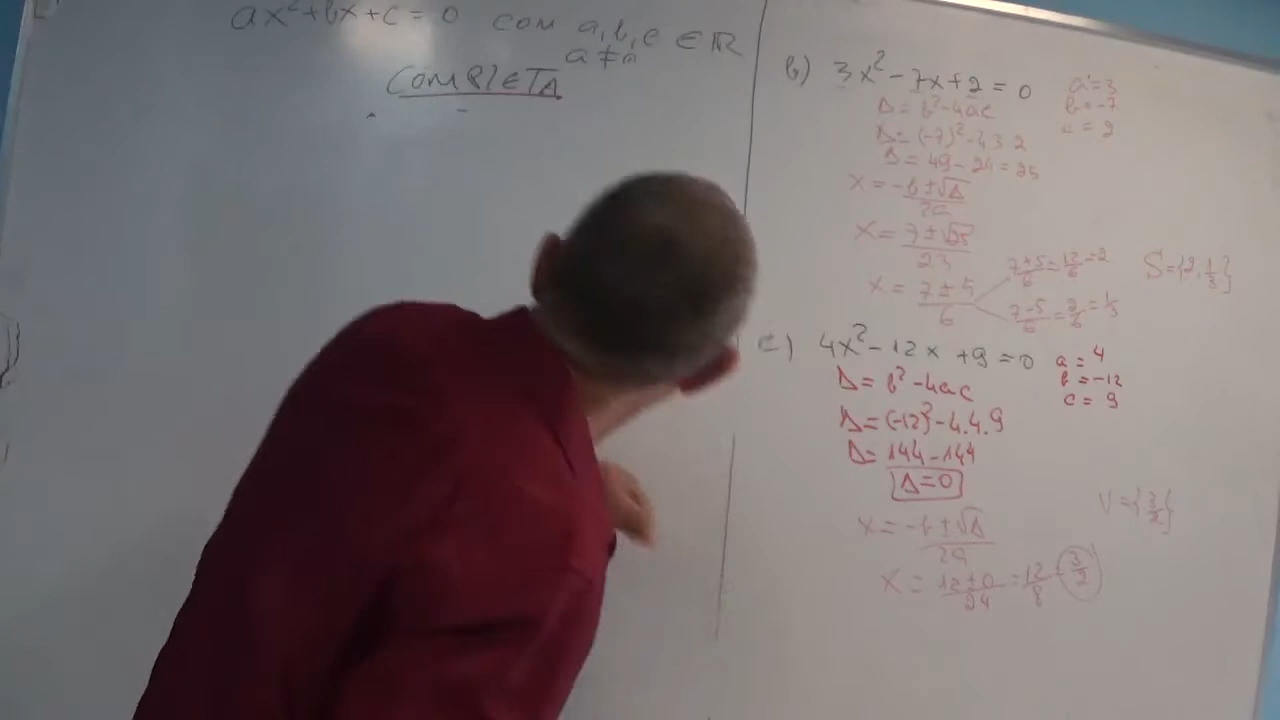 ax²+bx+c=0 com a,b,c ∈ ℝ
a≠0
COMPLETA
b) 3x²-7x+2=0
a=3
b=-7
c=2
Δ=b²-4ac
Δ=(-7)²-4.3.2
Δ=49-24=25
x=-b±√Δ/2a
x=7±√25/2.3
x=7±5/6
7+5/6=12/6=2
7-5/6=2/6=1/3
S={2,1/3}
c) 4x²-12x+9=0
a=4
b=-12
c=9
Δ=b²-4ac
Δ=(-12)²-4.4.9
Δ=144-144
Δ=0
x=-b±√Δ/2a
x=12±0/24=12/8=3/2
V={3/2}